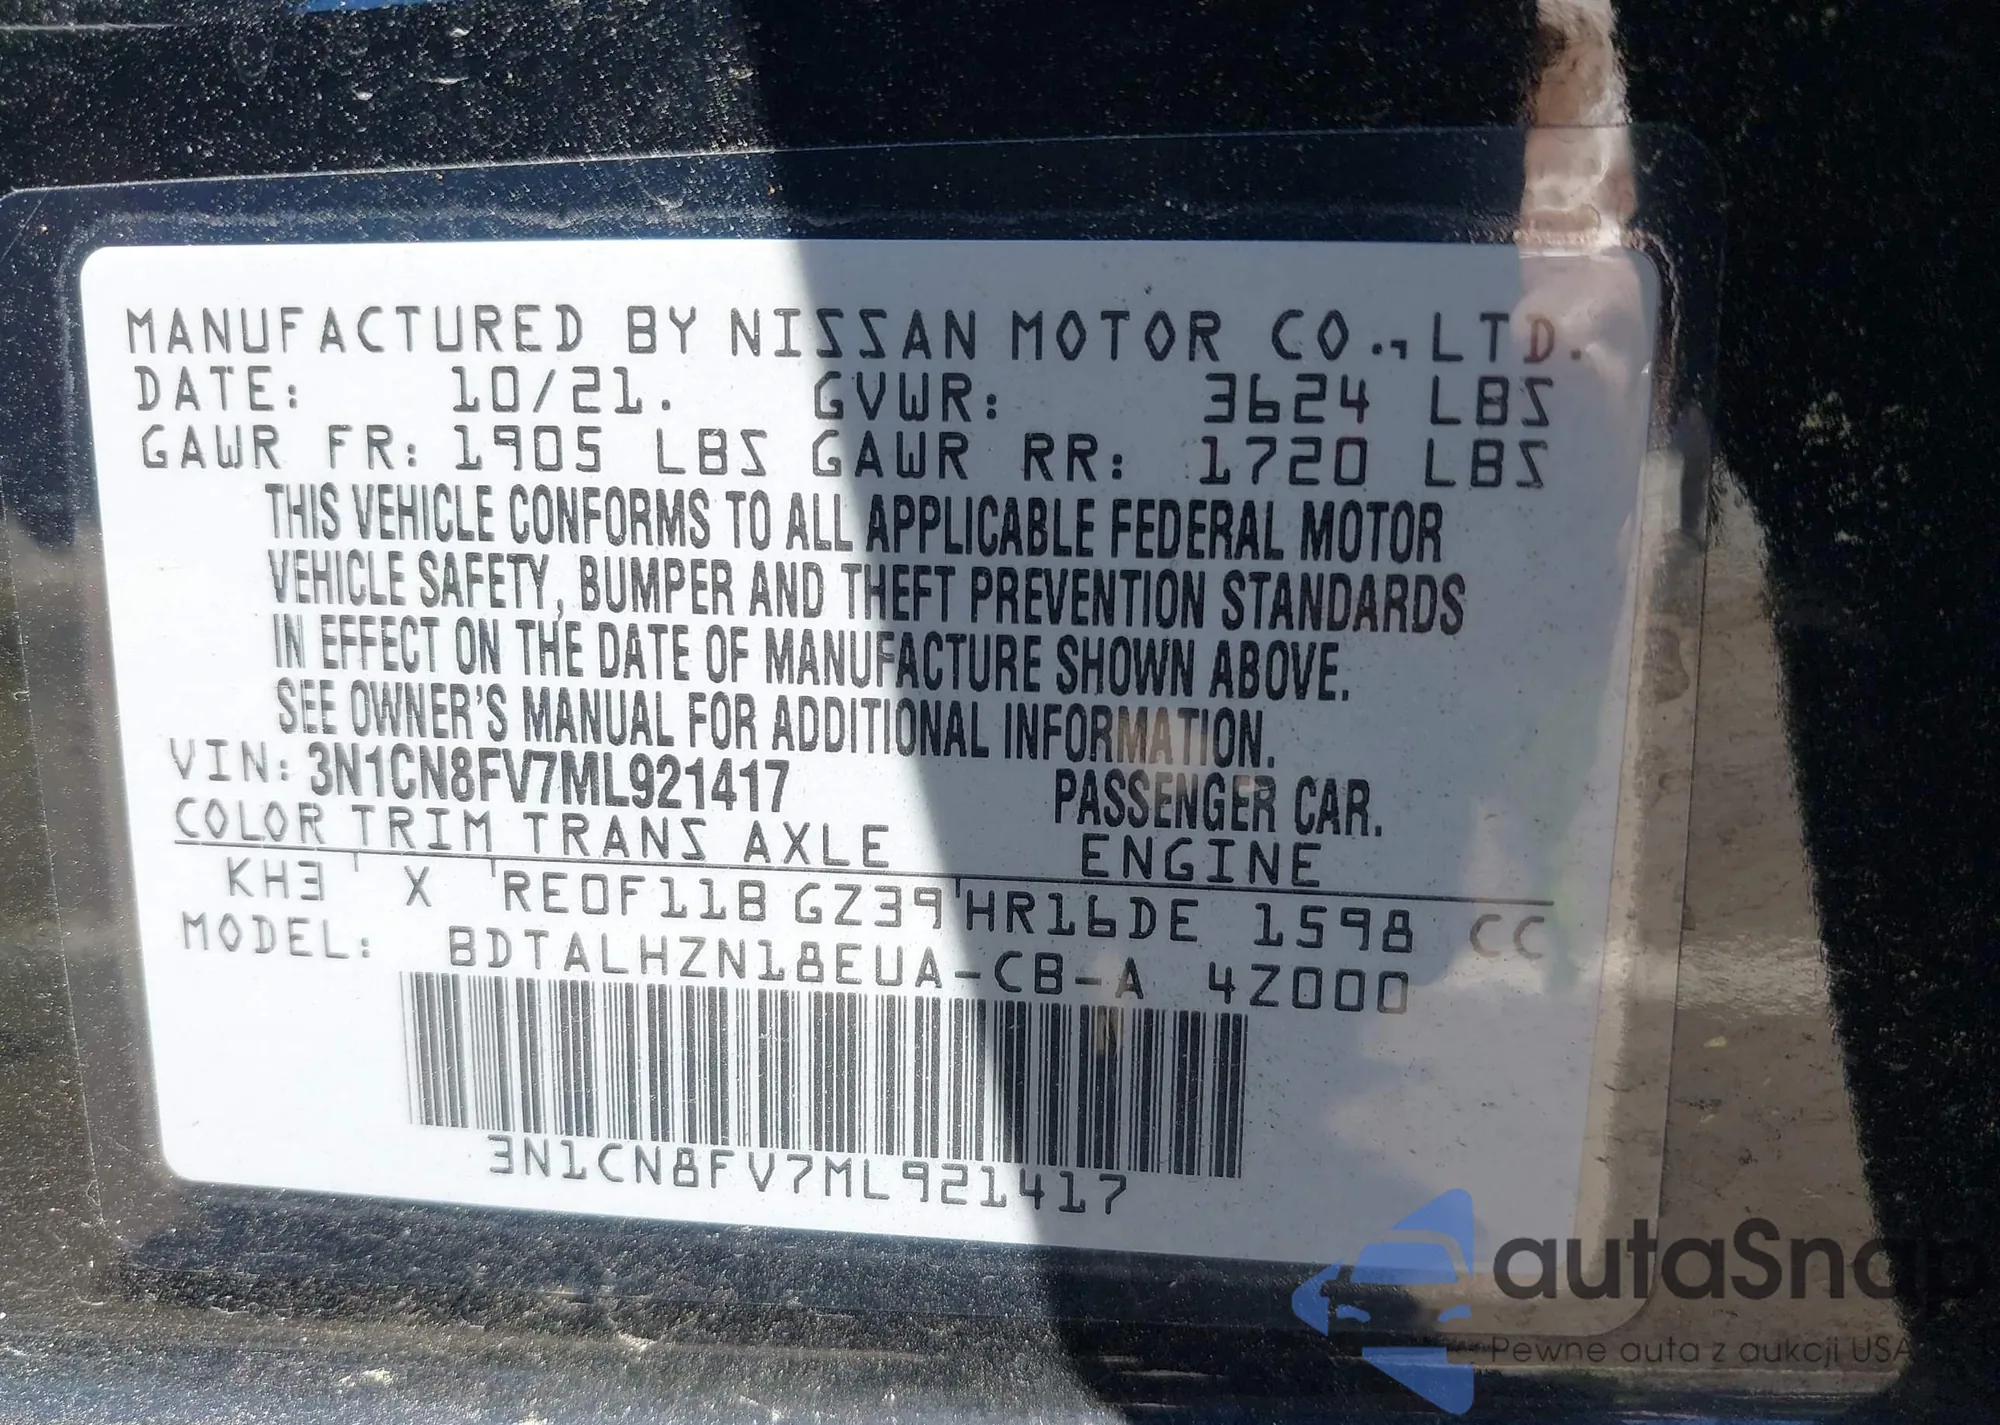 MANUFACTURED BY NISSAN MOTOR CO., LTD.
DATE: 10/21. GVWR: 3624 LBS
GAWR FR: 1905 LBS GAWR RR: 1720 LBS
THIS VEHICLE CONFORMS TO ALL APPLICABLE FEDERAL MOTOR
VEHICLE SAFETY, BUMPER AND THEFT PREVENTION STANDARDS
IN EFFECT ON THE DATE OF MANUFACTURE SHOWN ABOVE.
SEE OWNER'S MANUAL FOR ADDITIONAL INFORMATION.
VIN: 3N1CN8FV7ML921417 PASSENGER CAR.
COLOR TRIM TRANS AXLE ENGINE
KH3 X RE0F11B GZ39 HR16DE 1598 CC
MODEL: BDTALHZN18EUA-CB-A 4Z000
3N1CN8FV7ML921417
autaSnap
Pewne auta z aukcji USA